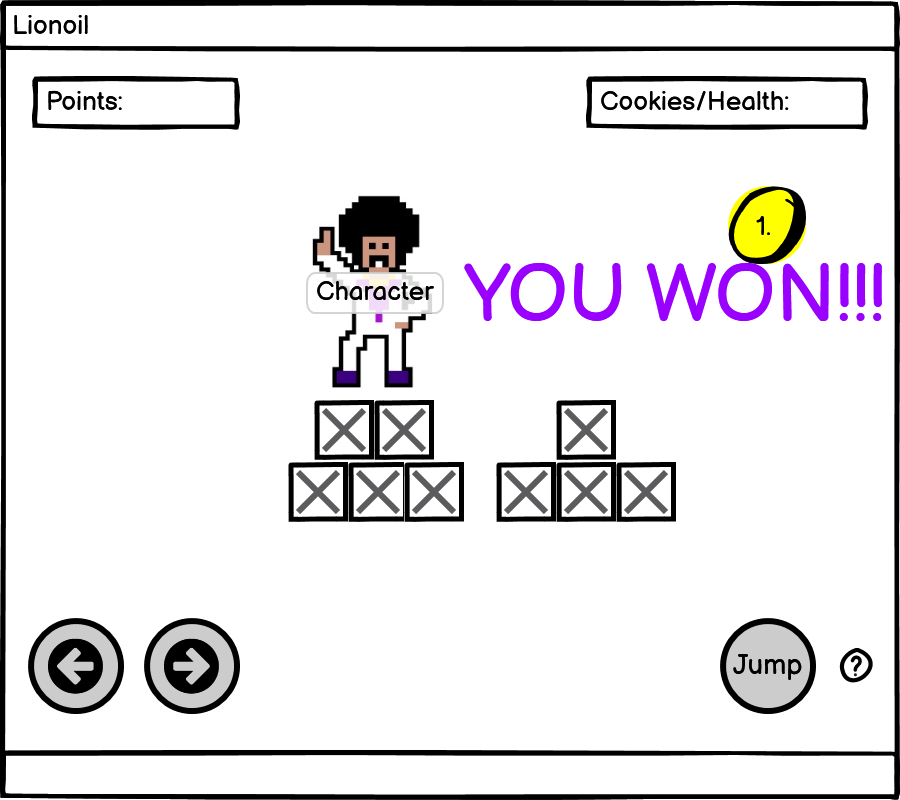 Lionoil
Points:
Cookies/Health:
1.
Character
YOU WON!!!
Jump
?